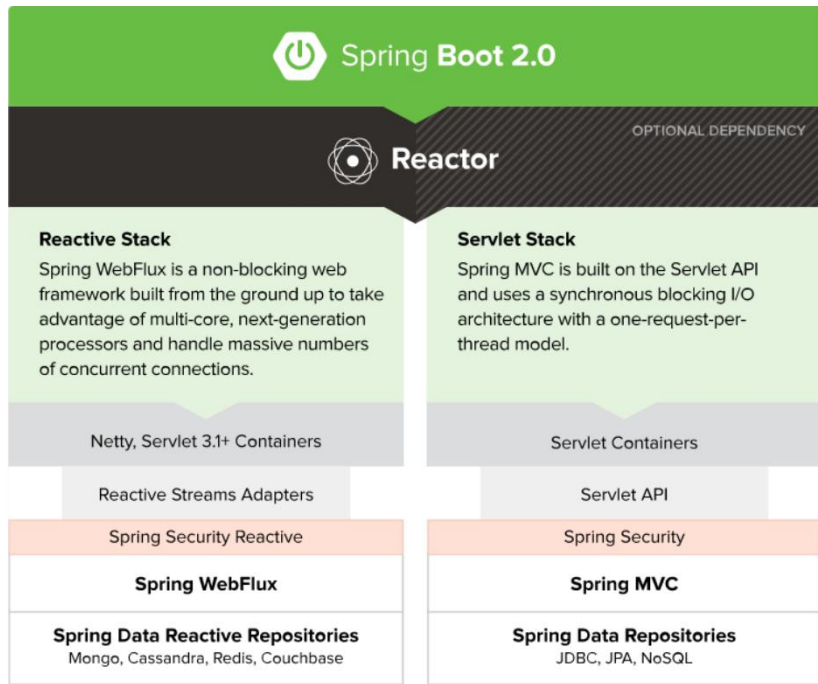 Spring Boot 2.0
OPTIONAL DEPENDENCY
Reactor
Reactive Stack
Spring WebFlux is a non-blocking web
framework built from the ground up to take
advantage of multi-core, next-generation
processors and handle massive numbers
of concurrent connections.
Netty, Servlet 3.1+ Containers
Reactive Streams Adapters
Spring Security Reactive
Spring WebFlux
Spring Data Reactive Repositories
Mongo, Cassandra, Redis, Couchbase
Servlet Stack
Spring MVC is built on the Servlet API
and uses a synchronous blocking I/O
architecture with a one-request-per-
thread model.
Servlet Containers
Servlet API
Spring Security
Spring MVC
Spring Data Repositories
JDBC, JPA, NoSQL